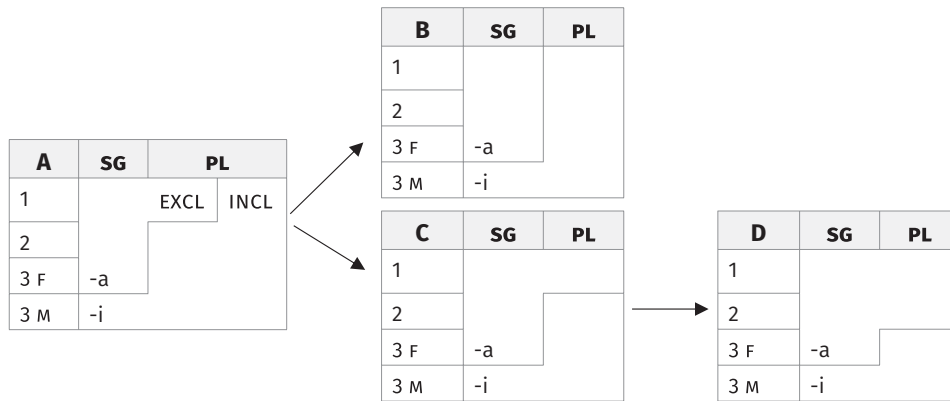 B SG PL
1
2
3 F -a
3 M -i
A SG PL
1 EXCL INCL
2
3 F -a
3 M -i
C SG PL
1
2
3 F -a
3 M -i
D SG PL
1
2
3 F -a
3 M -i